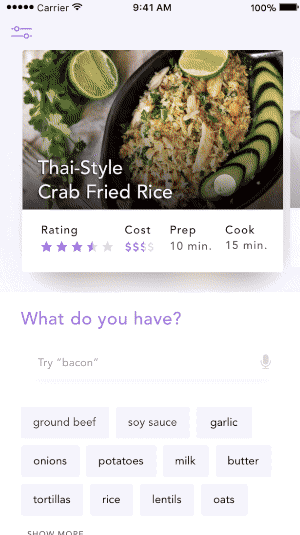 Carrier 9:41 AM 100%
Thai-Style
Crab Fried Rice
Rating Cost Prep Cook
$$$$ 10 min. 15 min.
What do you have?
Try "bacon"
ground beef soy sauce garlic
onions potatoes milk butter
tortillas rice lentils oats
SHOW MORE